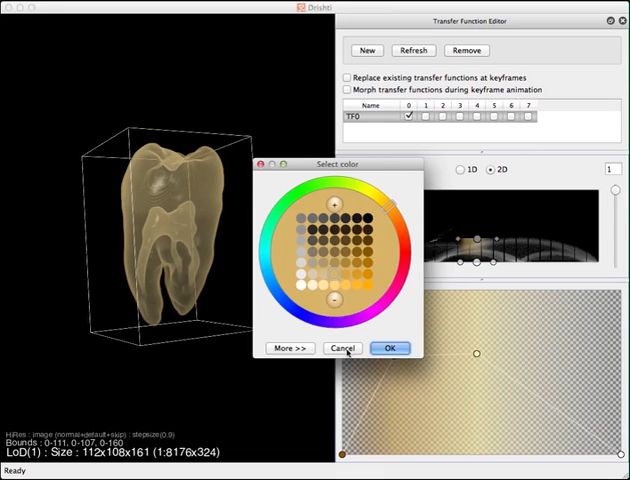 Drishti
Transfer Function Editor
New Refresh Remove
Replace existing transfer functions at keyframes
Morph transfer functions during keyframe animation
Name 0 1 2 3 4 5 6 7
TF0
1D 2D 1
Select color
+
-
More >> Cancel OK
HiRes : image (normal+default+skip) : stepsize(0.9)
Bounds : 0-111, 0-107, 0-160
LoD(1) : Size : 112x108x161 (1:8176x324)
Ready